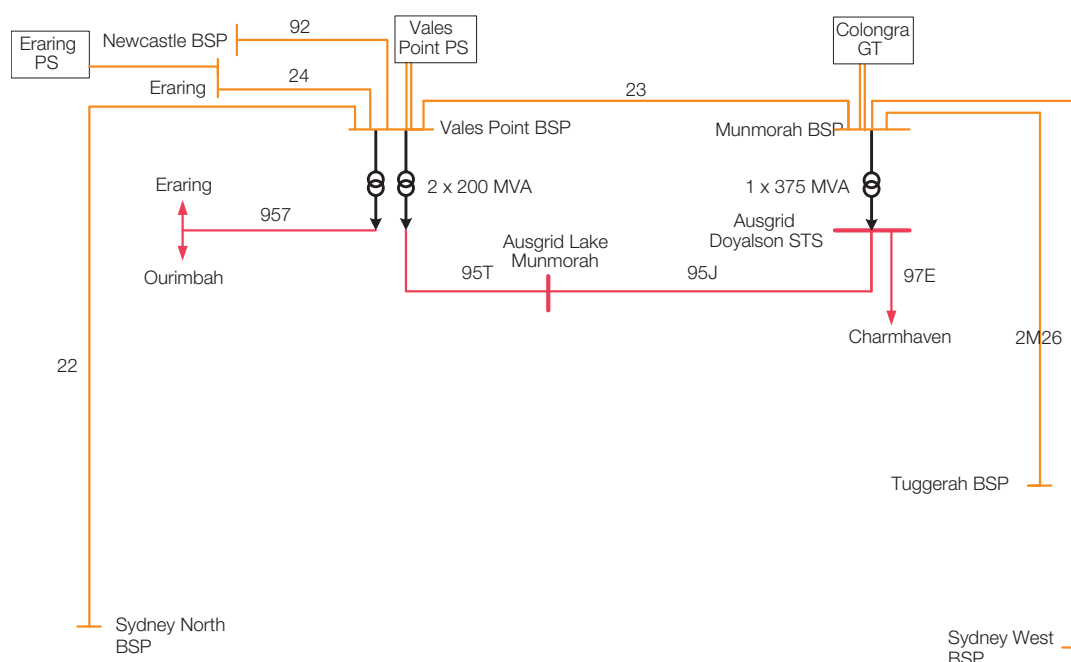 Eraring
PS
Newcastle BSP
92
Vales
Point PS
Colongra
GT
Eraring
24
23
Vales Point BSP
Munmorah BSP
Eraring
2 x 200 MVA
1 x 375 MVA
957
Ausgrid
Doyalson STS
Ausgrid Lake
Munmorah
Ourimbah
95T
95J
97E
Charmhaven
2M26
22
Tuggerah BSP
Sydney North
BSP
Sydney West
BSP